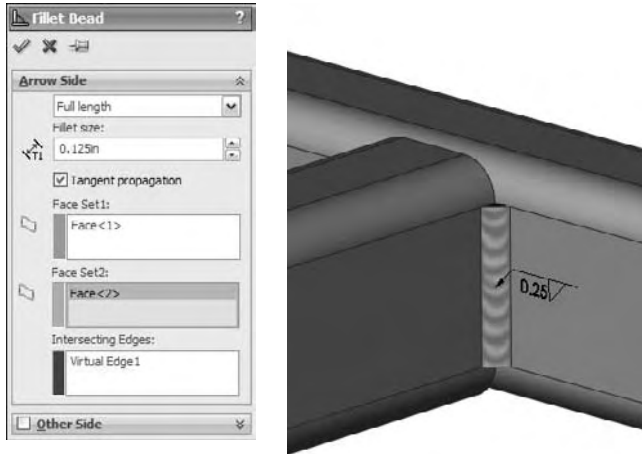 Fillet Bead ?
Arrow Side
Full length
Fillet size:
T1
0.125in
Tangent propagation
Face Set1:
Face<1>
Face Set2:
Face<2>
Intersecting Edges:
Virtual Edge1
Other Side
0.25